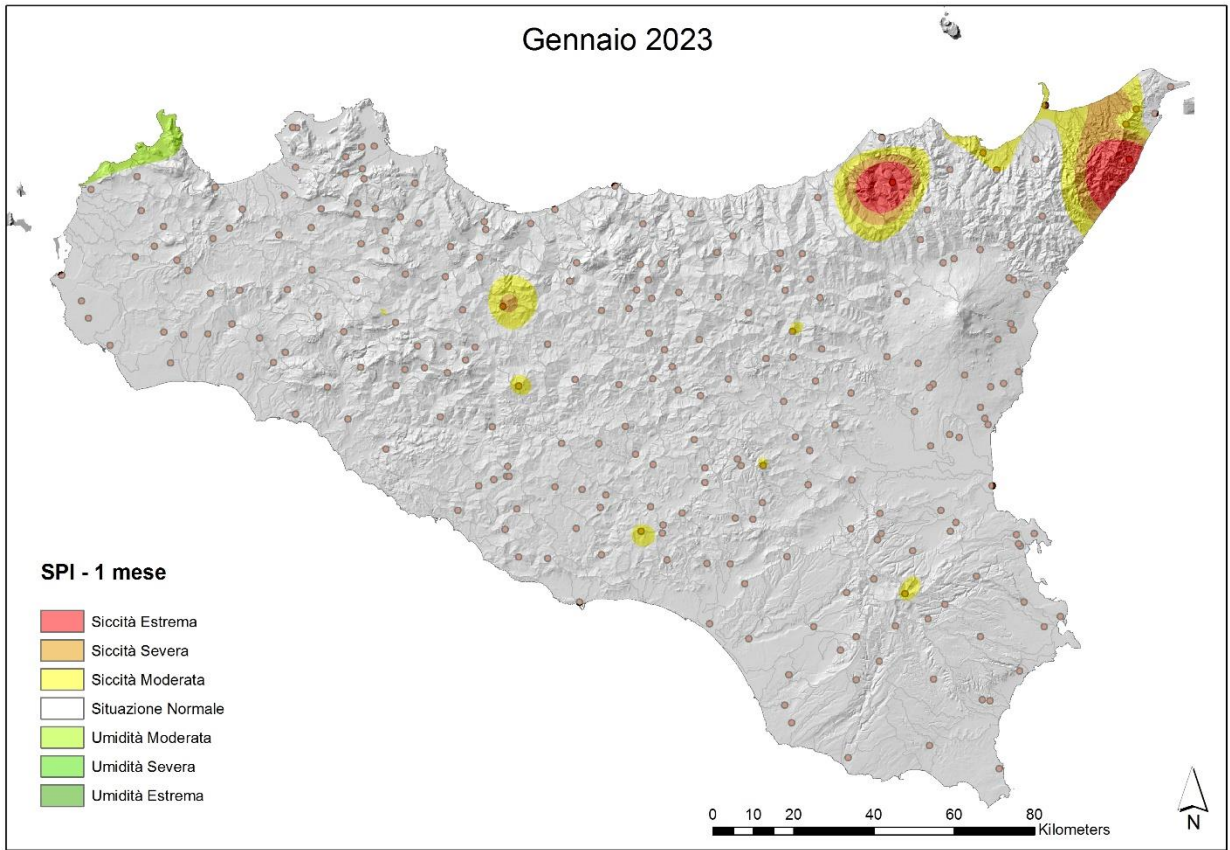 Gennaio 2023
SPI - 1 mese
Siccità Estrema
Siccità Severa
Siccità Moderata
Situazione Normale
Umidità Moderata
Umidità Severa
Umidità Estrema
0 10 20 40 60 80
Kilometers
N